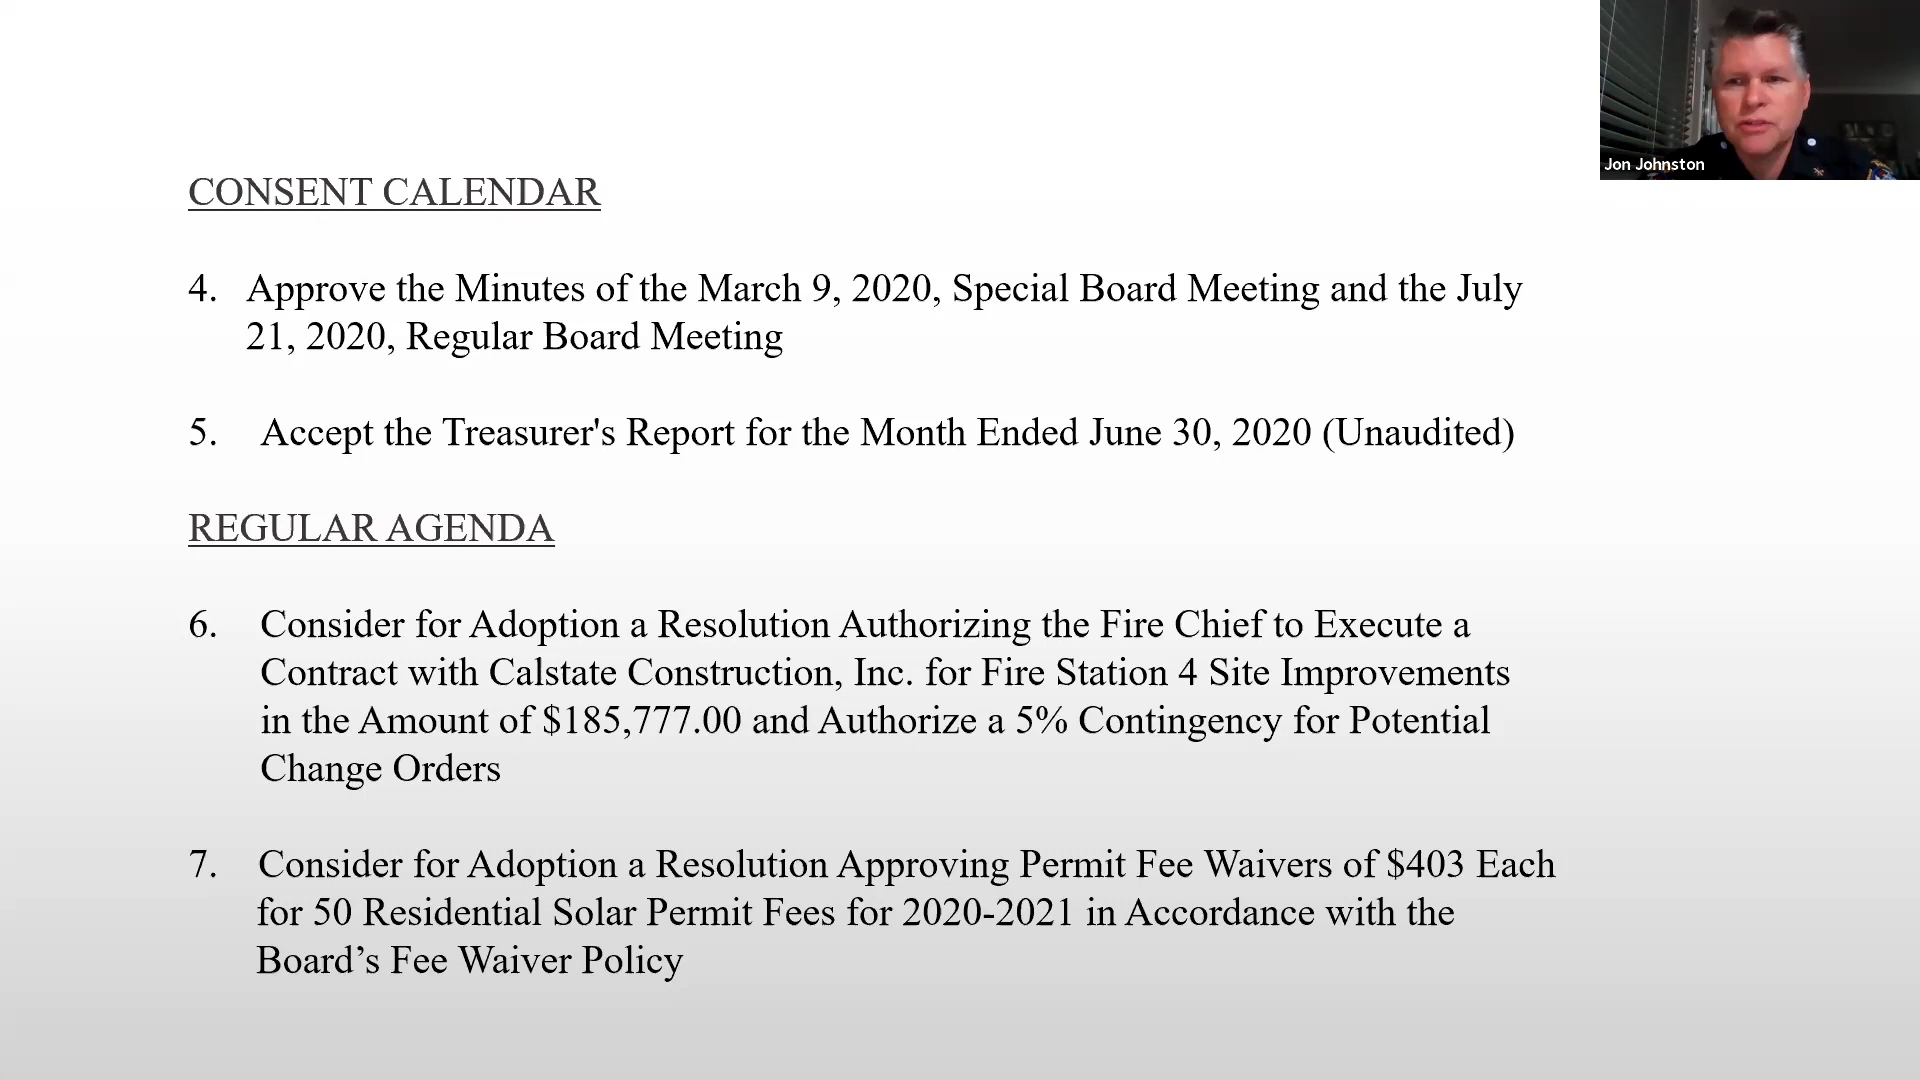 Jon Johnston
CONSENT CALENDAR
4. Approve the Minutes of the March 9, 2020, Special Board Meeting and the July
21, 2020, Regular Board Meeting
5. Accept the Treasurer's Report for the Month Ended June 30, 2020 (Unaudited)
REGULAR AGENDA
6. Consider for Adoption a Resolution Authorizing the Fire Chief to Execute a
Contract with Calstate Construction, Inc. for Fire Station 4 Site Improvements
in the Amount of $185,777.00 and Authorize a 5% Contingency for Potential
Change Orders
7. Consider for Adoption a Resolution Approving Permit Fee Waivers of $403 Each
for 50 Residential Solar Permit Fees for 2020-2021 in Accordance with the
Board’s Fee Waiver Policy